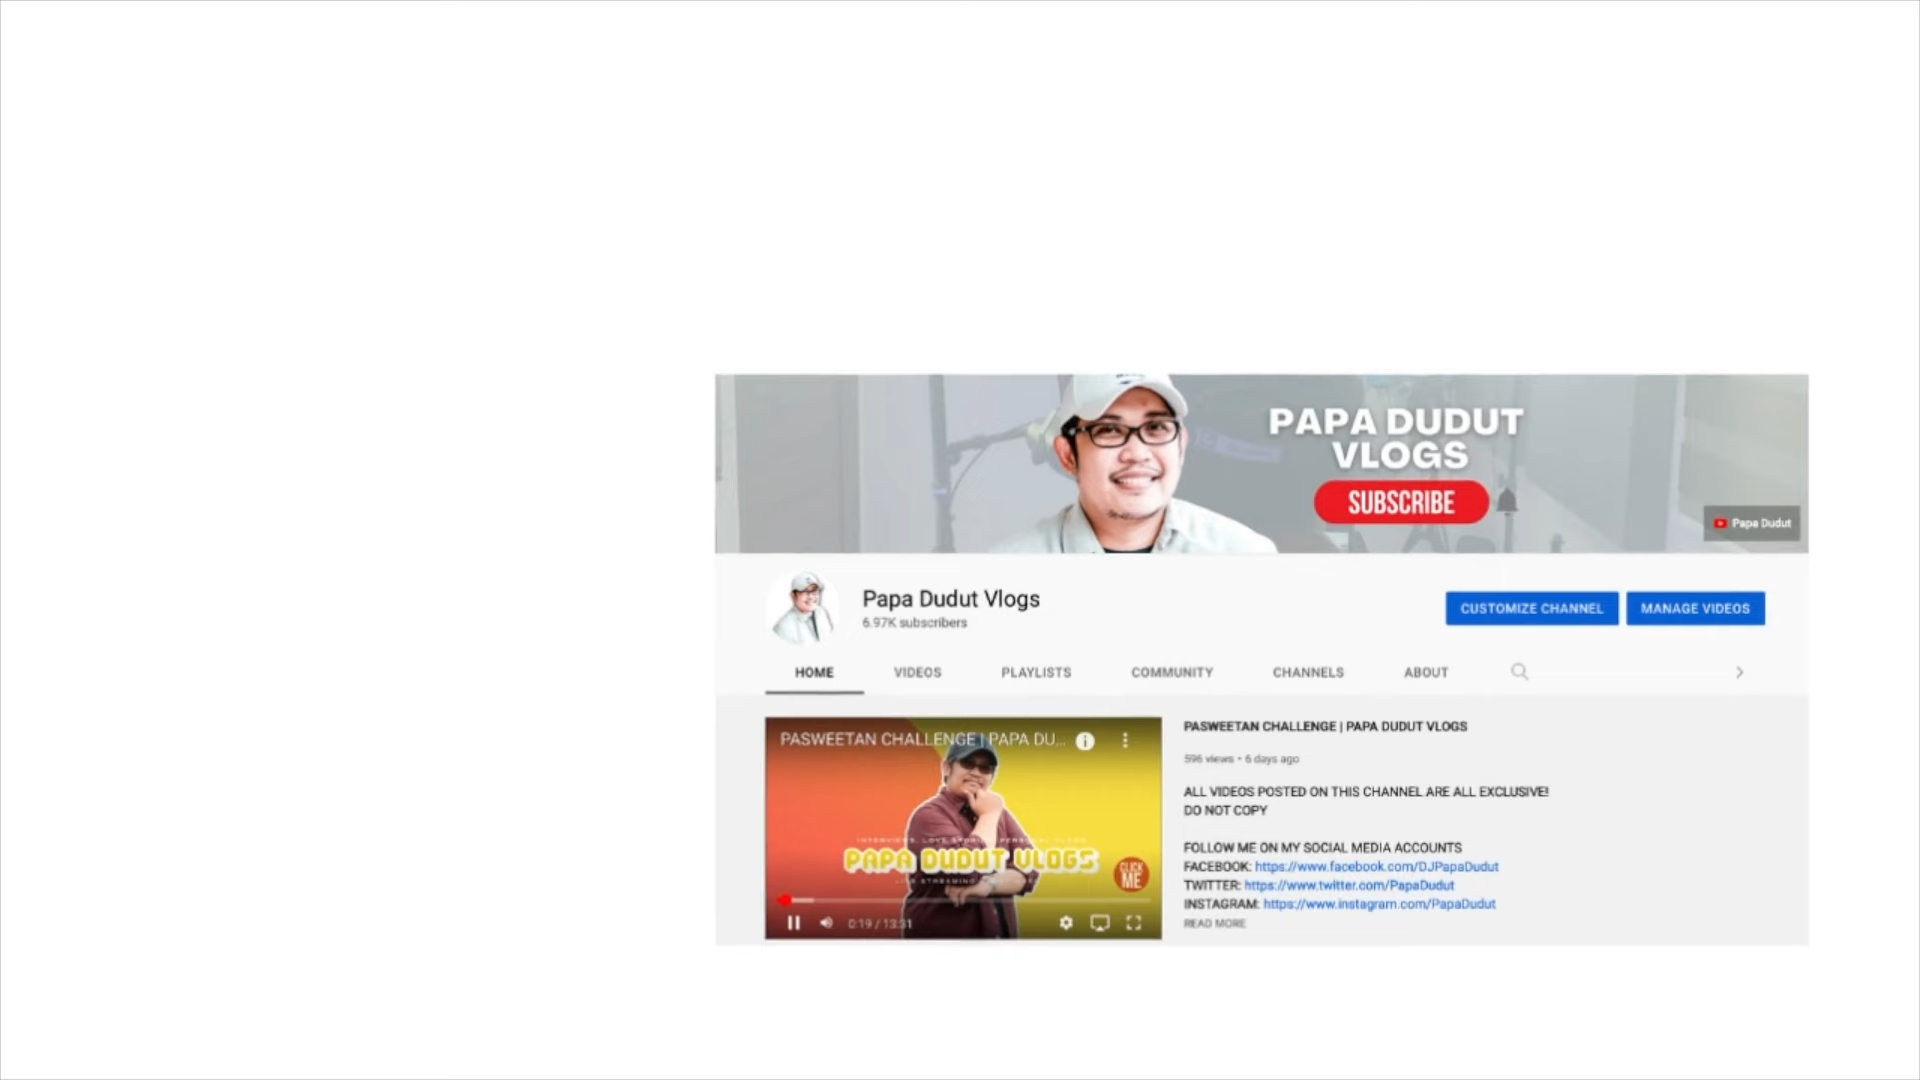 PAPA DUDUT
VLOGS
SUBSCRIBE
Papa Dudut
Papa Dudut Vlogs
6.97K subscribers
CUSTOMIZE CHANNEL
MANAGE VIDEOS
HOME VIDEOS PLAYLISTS COMMUNITY CHANNELS ABOUT
PASWEETAN CHALLENGE | PAPA DU...
PAPA DUDUT VLOGS
CLICK
ME
0:19 / 13:31
PASWEETAN CHALLENGE | PAPA DUDUT VLOGS
596 views • 6 days ago
ALL VIDEOS POSTED ON THIS CHANNEL ARE ALL EXCLUSIVE!
DO NOT COPY
FOLLOW ME ON MY SOCIAL MEDIA ACCOUNTS
FACEBOOK: https://www.facebook.com/DJPapaDudut
TWITTER: https://www.twitter.com/PapaDudut
INSTAGRAM: https://www.instagram.com/PapaDudut
READ MORE